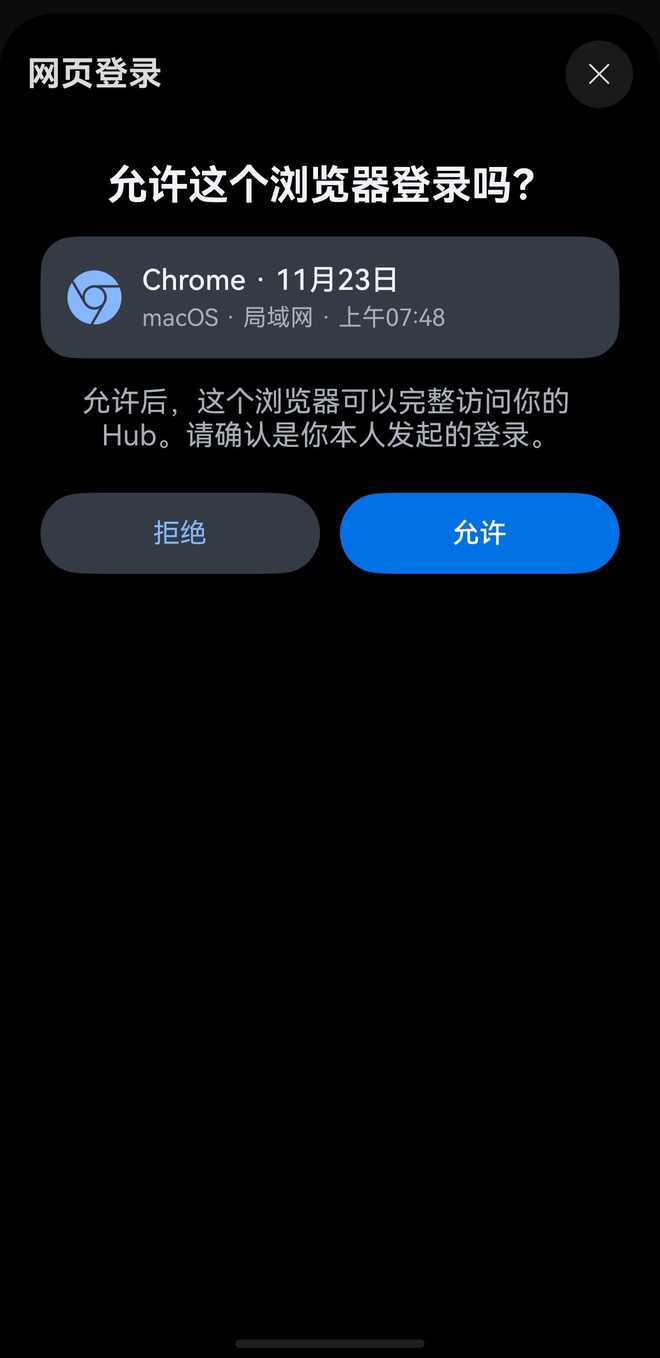 网页登录
允许这个浏览器登录吗？
Chrome · 11月23日
macOS · 局域网 · 上午07:48
允许后，这个浏览器可以完整访问你的
Hub。请确认是你本人发起的登录。
拒绝
允许